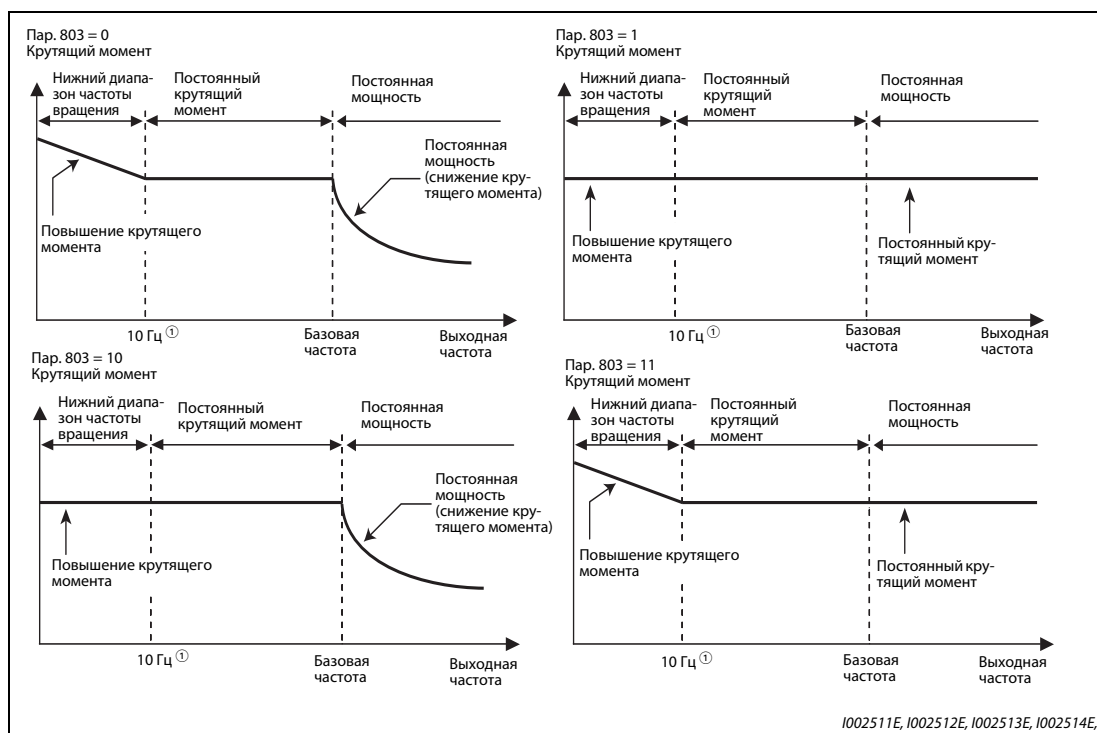 Пар. 803 = 0
Крутящий момент
Нижний диапа-
зон частоты
вращения
Постоянный
крутящий
момент
Постоянная
мощность
Постоянная
мощность
(снижение кру-
тящего момента)
Повышение крутящего
момента
10 Гц ①
Базовая
частота
Выходная
частота
Пар. 803 = 1
Крутящий момент
Нижний диапа-
зон частоты
вращения
Постоянный
крутящий
момент
Постоянная
мощность
Повышение крутящего
момента
Постоянный кру-
тящий момент
10 Гц ①
Базовая
частота
Выходная
частота
Пар. 803 = 10
Крутящий момент
Нижний диапа-
зон частоты
вращения
Постоянный
крутящий момент
Постоянная
мощность
Постоянная
мощность
(снижение кру-
тящего момента)
Повышение крутящего
момента
10 Гц ①
Базовая
частота
Выходная
частота
Пар. 803 = 11
Крутящий момент
Нижний диапа-
зон частоты
вращения
Постоянный
крутящий
момент
Постоянная
мощность
Повышение крутящего
момента
Постоянный кру-
тящий момент
10 Гц ①
Базовая
частота
Выходная
частота
I002511E, I002512E, I002513E, I002514E,